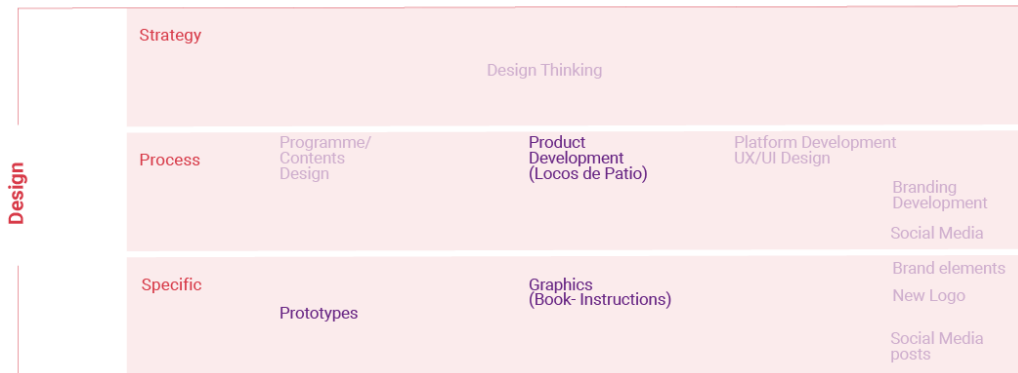 Design
Strategy
Design Thinking
Process
Programme/
Contents
Design
Product
Development
(Locos de Patio)
Platform Development
UX/UI Design
Branding
Development
Social Media
Specific
Prototypes
Graphics
(Book- Instructions)
Brand elements
New Logo
Social Media
posts